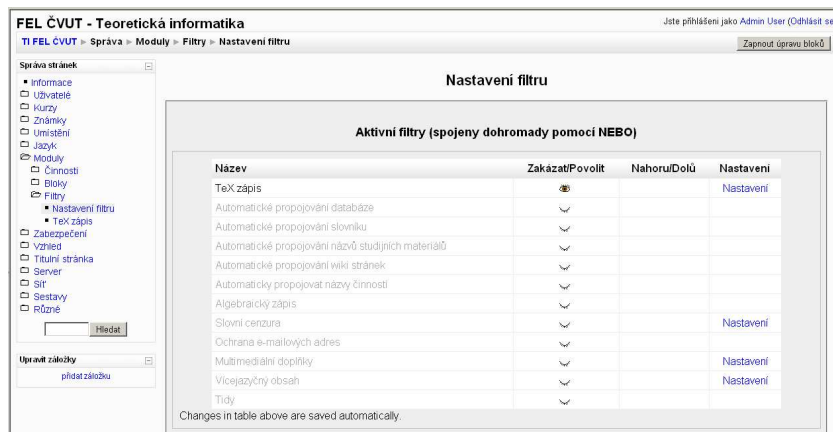 FEL ČVUT - Teoretická informatika
Jste přihlášeni jako Admin User (Odhlásit se
TI FEL ČVUT ► Správa ► Moduly ► Filtry ► Nastavení filtru
Zapnout úpravu bloků
Správa stránek
Informace
Uživatelé
Kurzy
Známky
Umístění
Jazyk
Moduly
Činnosti
Bloky
Filtry
Nastavení filtru
TeX zápis
Zabezpečení
Vzhled
Titulní stránka
Server
Síť
Sestavy
Různé
Hledat
Upravit záložky
přidat záložku
Nastavení filtru
Aktivní filtry (spojeny dohromady pomocí NEBO)
Název Zakázat/Povolit Nahoru/Dolů Nastavení
TeX zápis Nastavení
Automatické propojování databáze
Automatické propojování slovníku
Automatické propojování názvů studijních materiálů
Automatické propojování wiki stránek
Automaticky propojovat názvy činností
Algebraický zápis
Slovní cenzura Nastavení
Ochrana e-mailových adres
Multimediální doplňky Nastavení
Vícejazyčný obsah Nastavení
Tidy
Changes in table above are saved automatically.